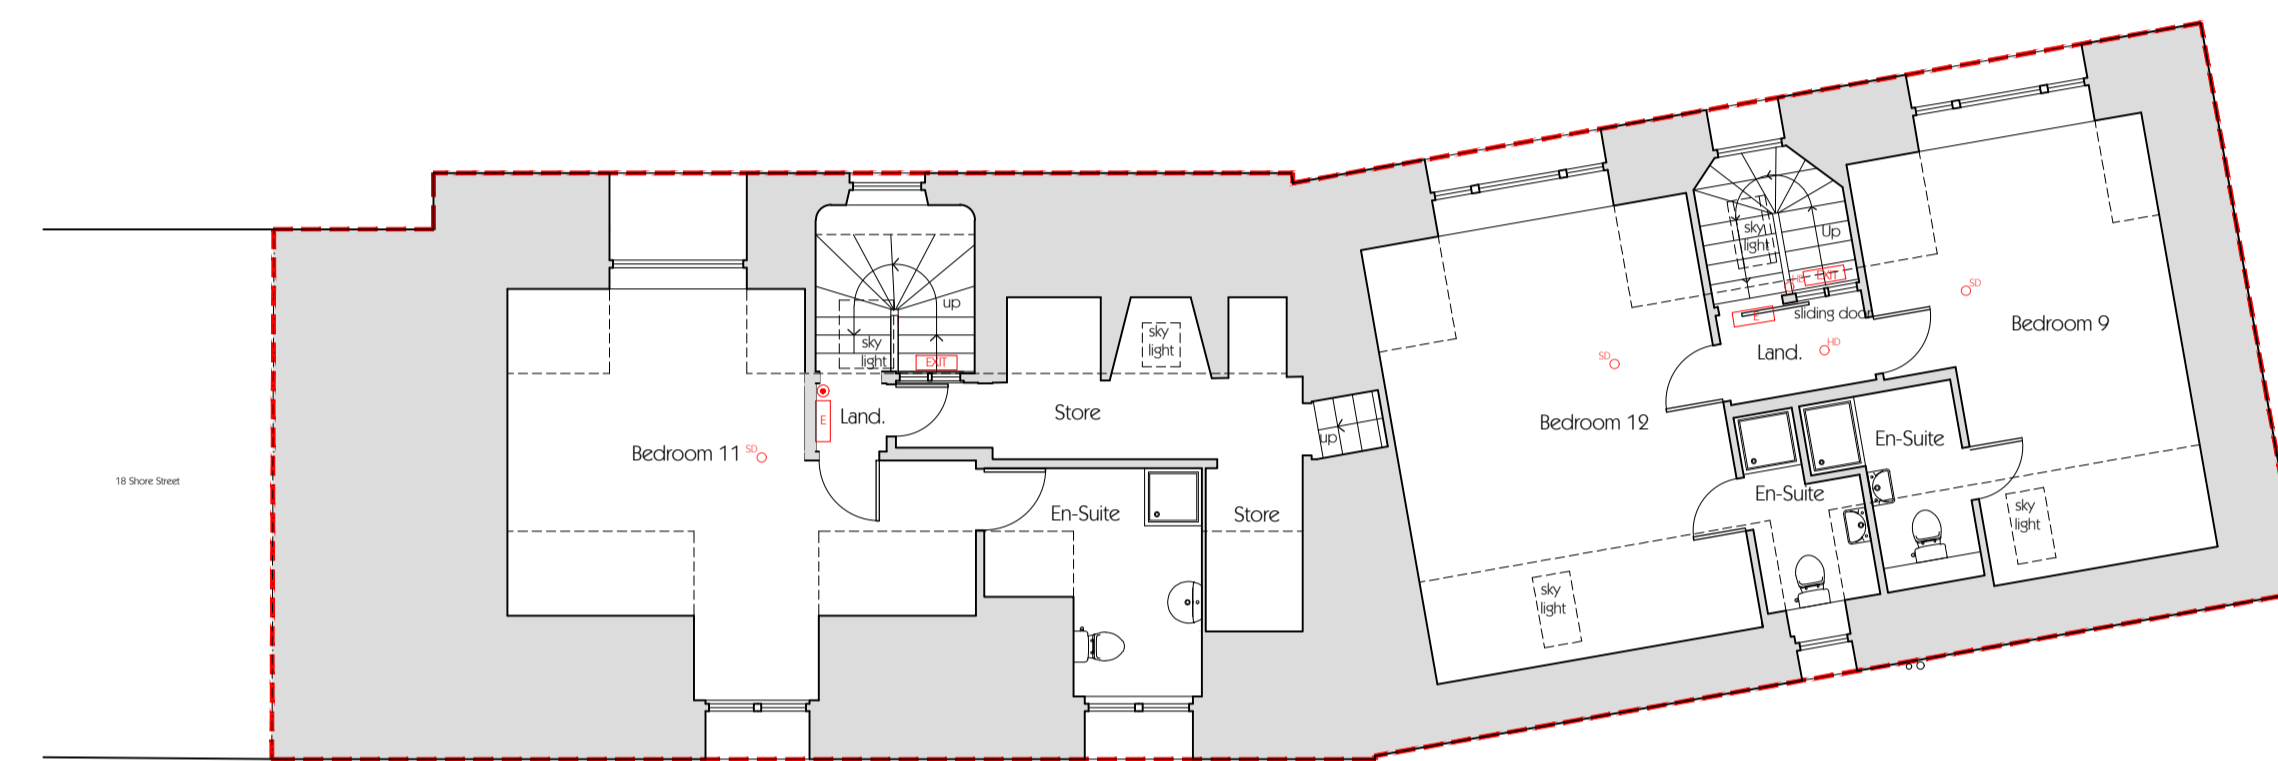 18 Shore Street
Bedroom 11
SD
sky
light
up
EXIT
E
Land.
Store
sky
light
up
En-Suite
Store
Bedroom 12
SD
sky
light
sky
light
Up
HD
EXIT
E
sliding door
Land.
HD
Bedroom 9
SD
En-Suite
En-Suite
sky
light